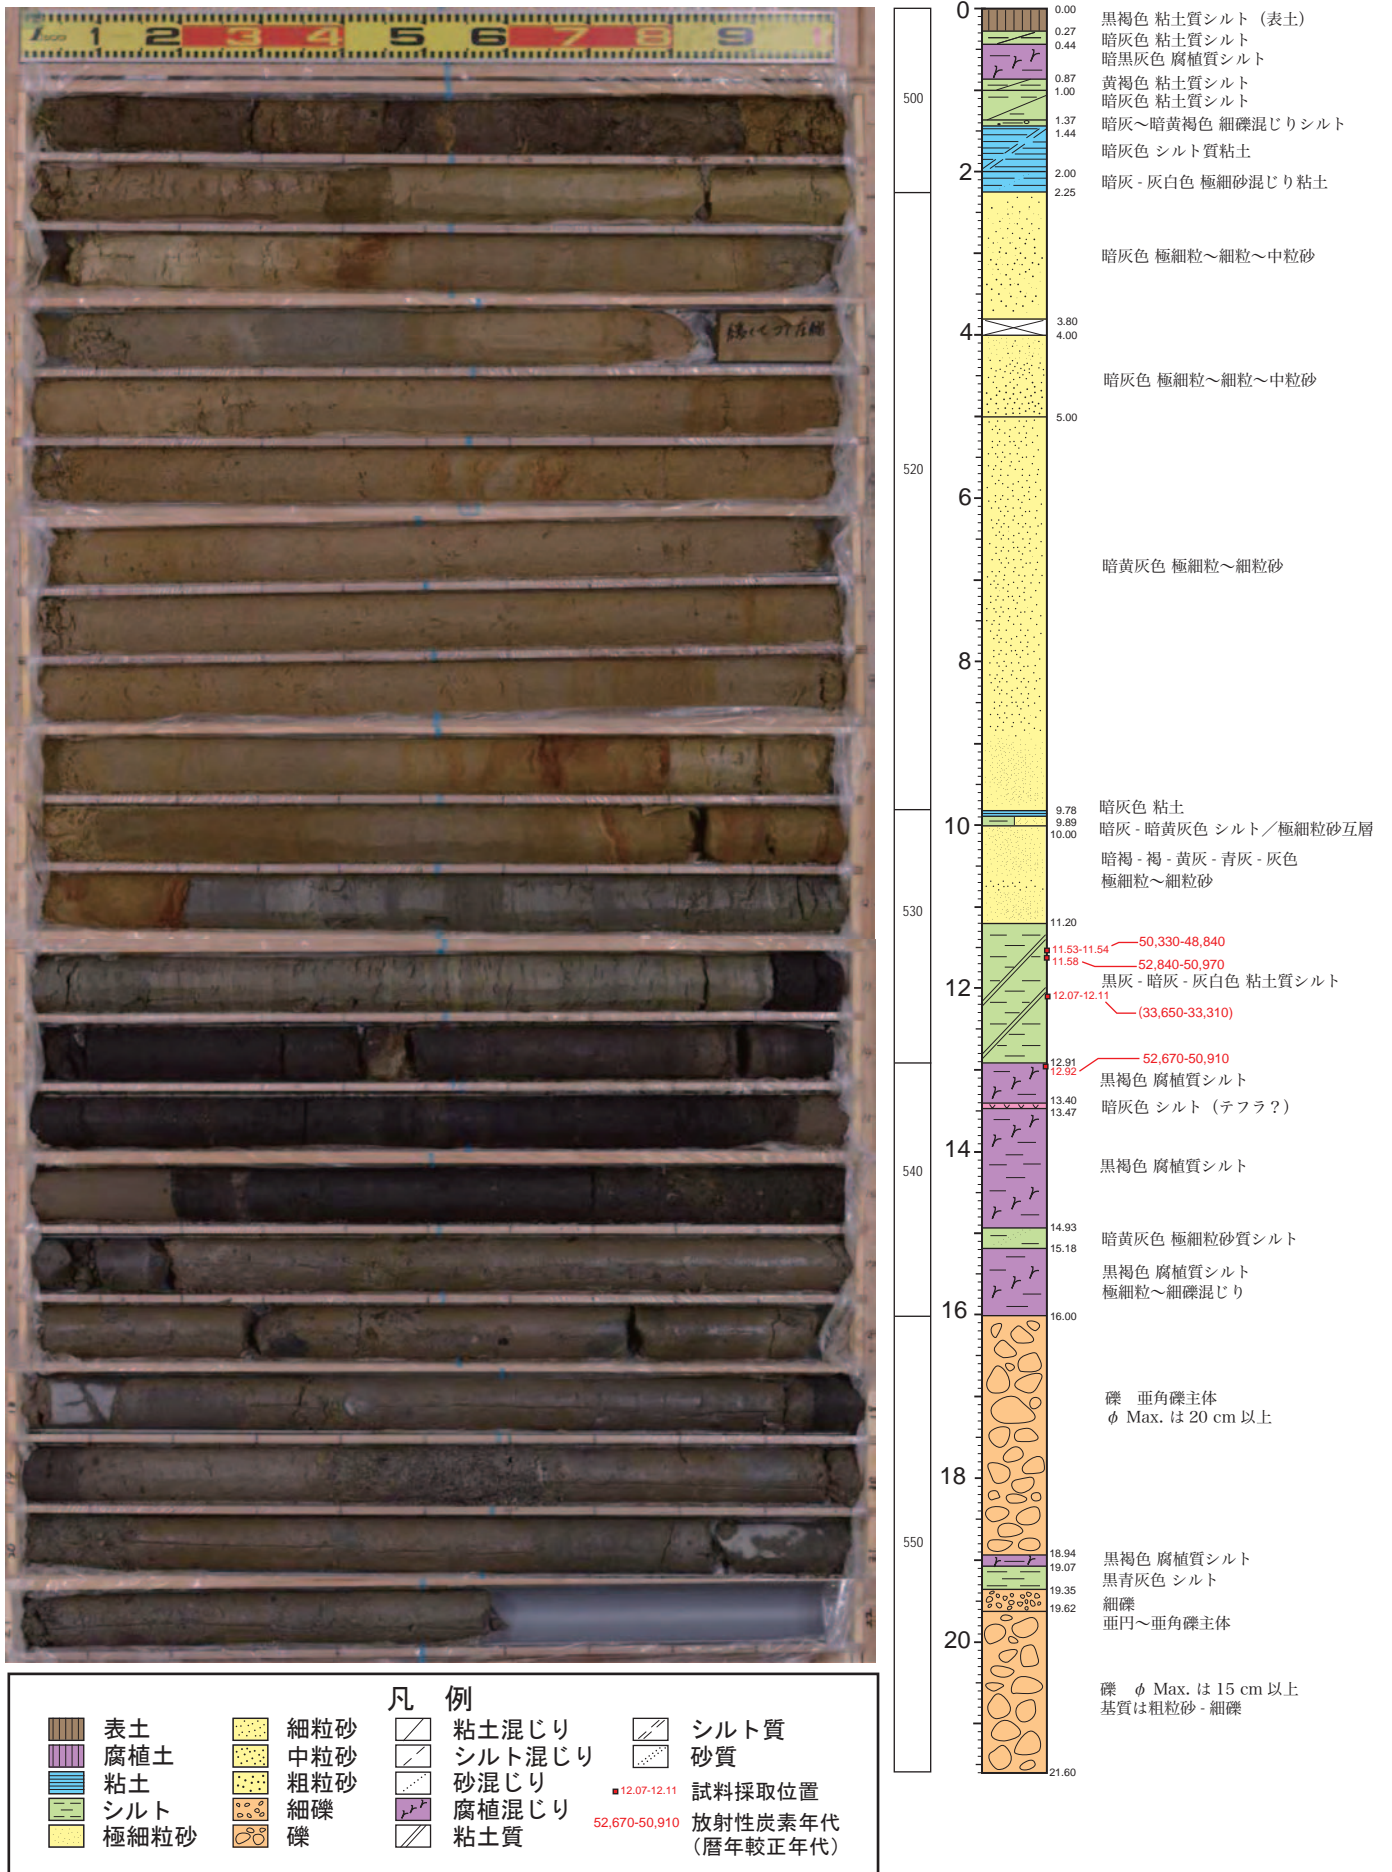 1 2 3 4 5 6 7 8 9 1
500
520
530
540
550
0
2
4
6
8
10
12
14
16
18
20
0.00
0.27
0.44
0.87
1.00
1.37
1.44
2.00
2.25
3.80
4.00
5.00
9.78
9.89
10.00
11.20
11.53-11.54
11.58
12.07-12.11
12.91
12.92
13.40
13.47
14.93
15.18
16.00
18.94
19.07
19.35
19.62
21.60
黒褐色 粘土質シルト（表土）
暗灰色 粘土質シルト
暗黒灰色 腐植質シルト
黄褐色 粘土質シルト
暗灰色 粘土質シルト
暗灰～暗黄褐色 細礫混じりシルト
暗灰色 シルト質粘土
暗灰 - 灰白色 極細砂混じり粘土
暗灰色 極細粒～細粒～中粒砂
暗灰色 極細粒～細粒～中粒砂
暗黄灰色 極細粒～細粒砂
暗灰色 粘土
暗灰 - 暗黄灰色 シルト／極細粒砂互層
暗褐 - 褐 - 黄灰 - 青灰 - 灰色
極細粒～細粒砂
50,330-48,840
52,840-50,970
黒灰 - 暗灰 - 灰白色 粘土質シルト
(33,650-33,310)
52,670-50,910
黒褐色 腐植質シルト
暗灰色 シルト（テフラ？）
黒褐色 腐植質シルト
暗黄灰色 極細粒砂質シルト
黒褐色 腐植質シルト
極細粒～細礫混じり
礫　亜角礫主体
φ Max. は 20 cm 以上
黒褐色 腐植質シルト
黒青灰色 シルト
細礫
亜円～亜角礫主体
礫　φ Max. は 15 cm 以上
基質は粗粒砂 - 細礫
凡　例
表土
腐植土
粘土
シルト
極細粒砂
細粒砂
中粒砂
粗粒砂
細礫
礫
粘土混じり
シルト混じり
砂混じり
腐植混じり
粘土質
シルト質
砂質
12.07-12.11 試料採取位置
52,670-50,910 放射性炭素年代
（暦年較正年代）